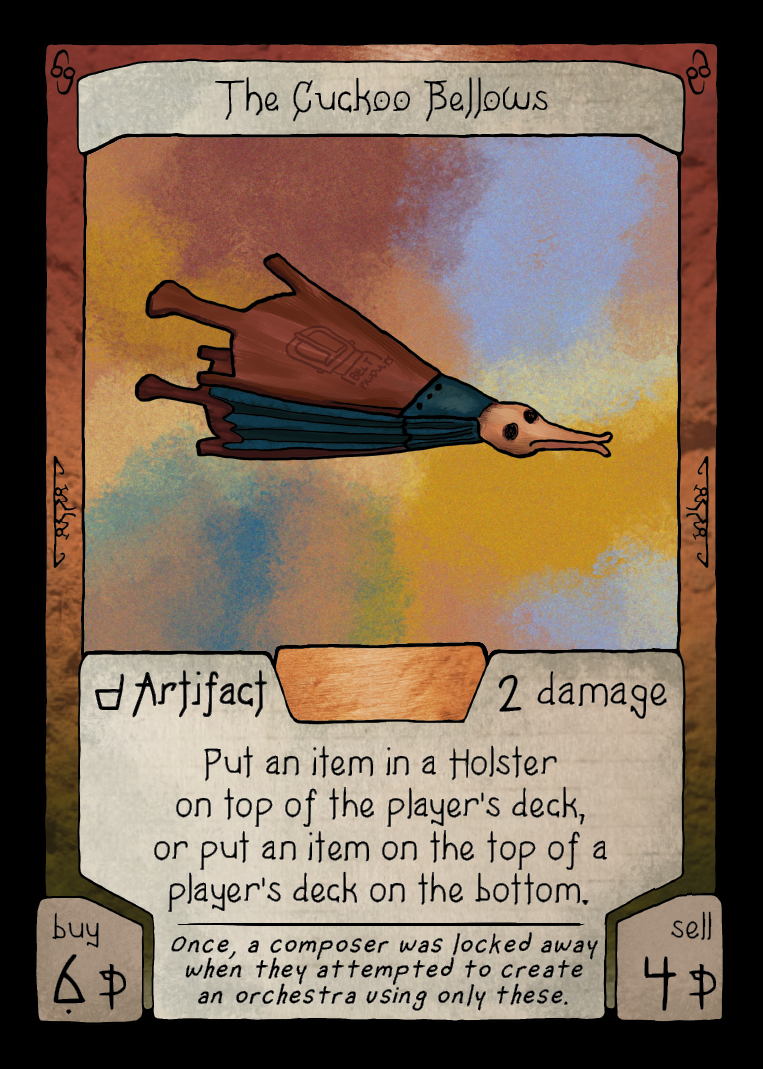 The Cuckoo Bellows
BELT
Artifact
2 damage
Put an item in a Holster
on top of the player's deck,
or put an item on the top of a
player's deck on the bottom.
Once, a composer was locked away
when they attempted to create
an orchestra using only these.
buy
6
sell
4